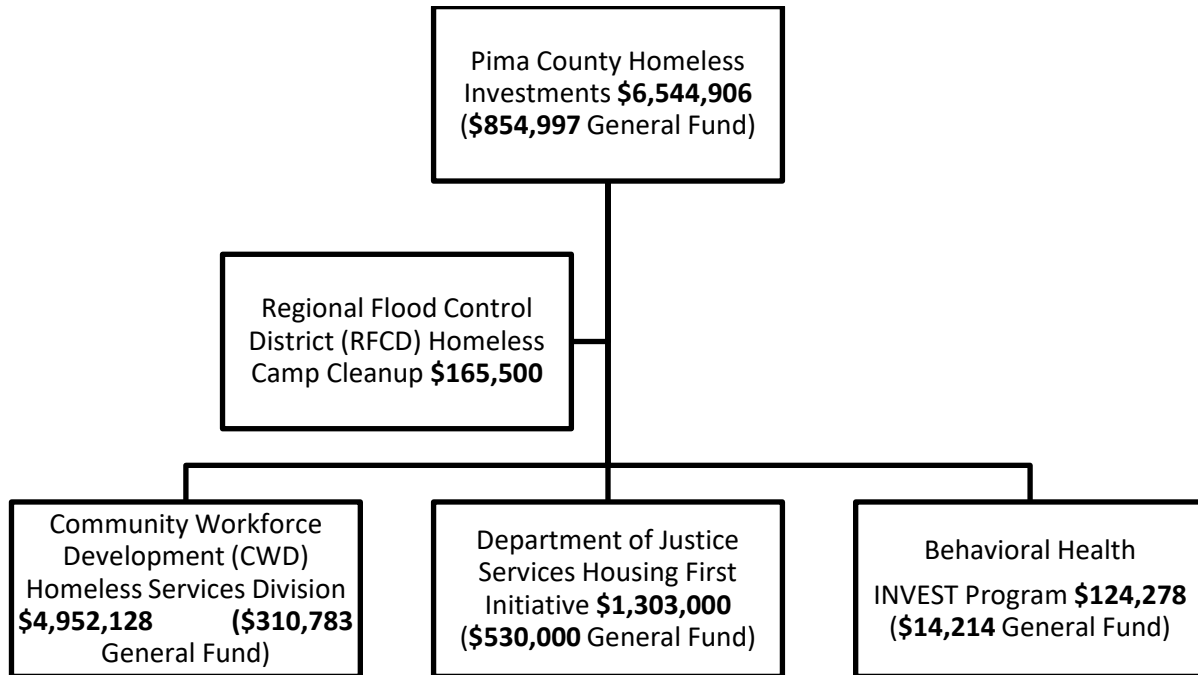 Pima County Homeless
Investments $6,544,906
($854,997 General Fund)
Regional Flood Control
District (RFCD) Homeless
Camp Cleanup $165,500
Community Workforce
Development (CWD)
Homeless Services Division
$4,952,128 ($310,783
General Fund)
Department of Justice
Services Housing First
Initiative $1,303,000
($530,000 General Fund)
Behavioral Health
INVEST Program $124,278
($14,214 General Fund)